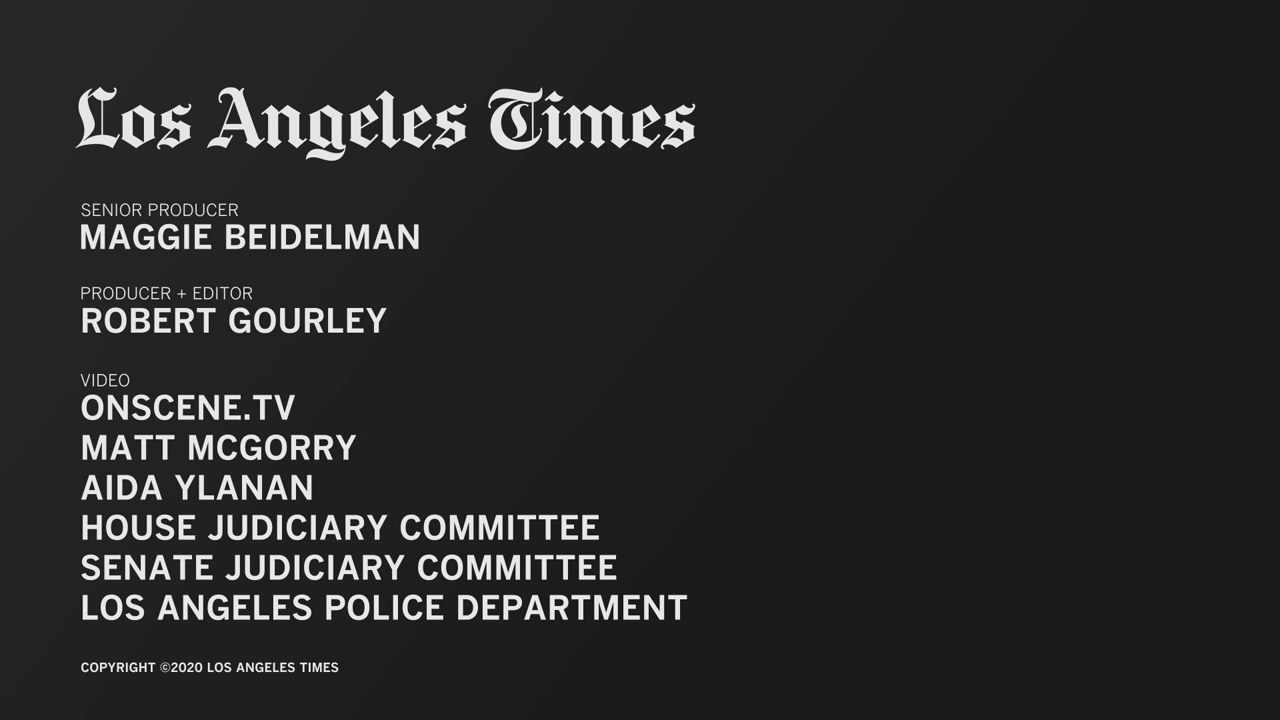 Los Angeles Times
SENIOR PRODUCER
MAGGIE BEIDELMAN
PRODUCER + EDITOR
ROBERT GOURLEY
VIDEO
ONSCENE.TV
MATT MCGORRY
AIDA YLANAN
HOUSE JUDICIARY COMMITTEE
SENATE JUDICIARY COMMITTEE
LOS ANGELES POLICE DEPARTMENT
COPYRIGHT ©2020 LOS ANGELES TIMES